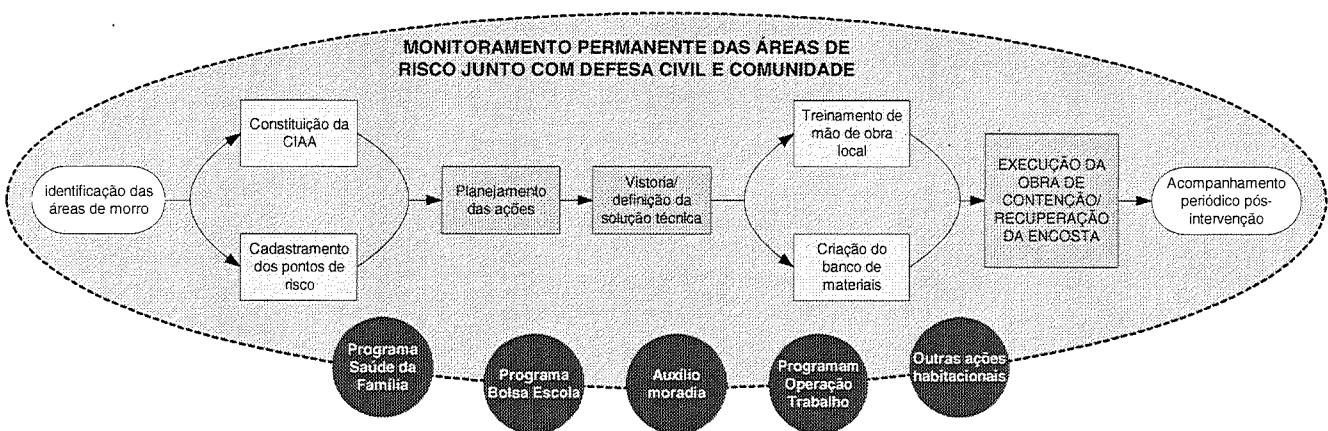 MONITORAMENTO PERMANENTE DAS ÁREAS DE
RISCO JUNTO COM DEFESA CIVIL E COMUNIDADE
identificação das
áreas de morro
Constituição da
CIAA
Cadastramento
dos pontos de
risco
Planejamento
das ações
Vistoria/
definição da
solução técnica
Treinamento de
mão de obra
local
Criação do
banco de
materiais
EXECUÇÃO DA
OBRA DE
CONTENÇÃO/
RECUPERAÇÃO
DA ENCOSTA
Acompanhamento
periódico pós-
intervenção
Programa
Saúde da
Família
Programa
Bolsa Escola
Auxílio
moradia
Programam
Operação
Trabalho
Outras ações
habitacionais